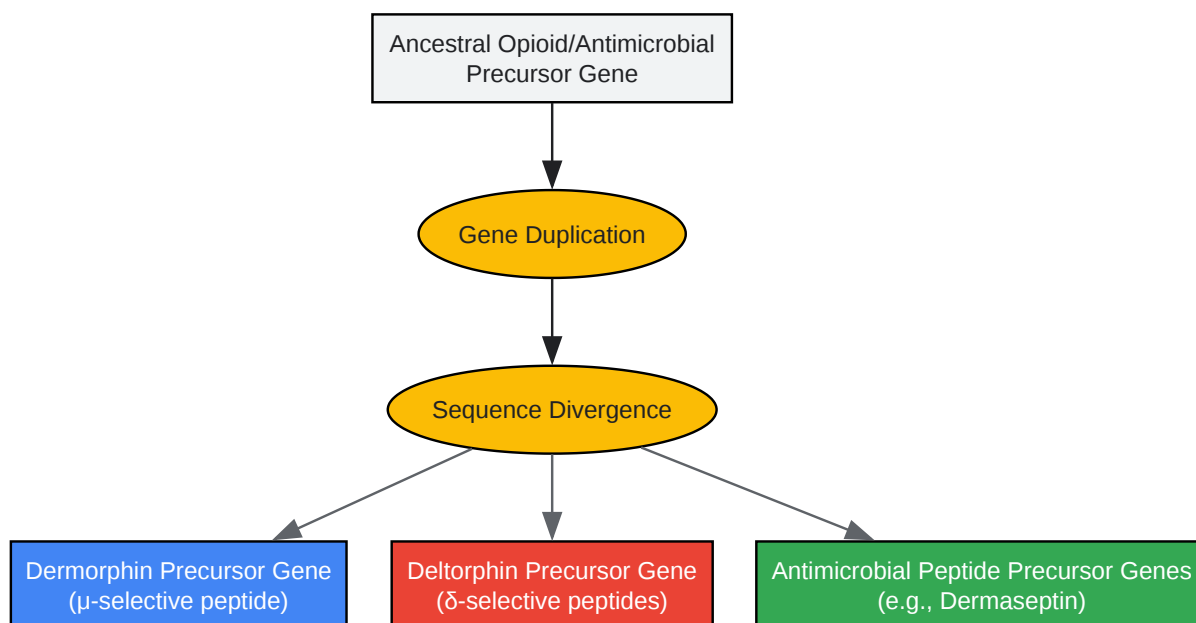 Ancestral Opioid/Antimicrobial
Precursor Gene
Gene Duplication
Sequence Divergence
Dermorphin Precursor Gene
(μ-selective peptide)
Deltorphin Precursor Gene
(δ-selective peptides)
Antimicrobial Peptide Precursor Genes
(e.g., Dermaseptin)